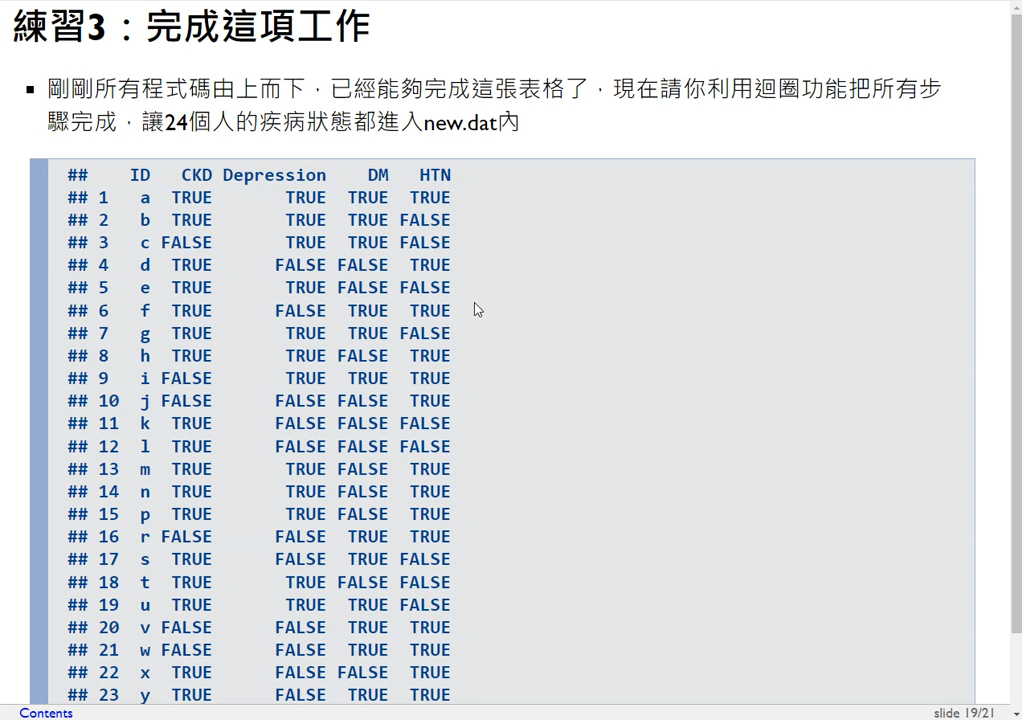 練習3：完成這項工作
▪ 剛剛所有程式碼由上而下，已經能夠完成這張表格了，現在請你利用迴圈功能把所有步
驟完成，讓24個人的疾病狀態都進入new.dat內
##    ID   CKD Depression    DM   HTN
## 1   a  TRUE       TRUE  TRUE  TRUE
## 2   b  TRUE       TRUE  TRUE FALSE
## 3   c FALSE       TRUE  TRUE FALSE
## 4   d  TRUE      FALSE FALSE  TRUE
## 5   e  TRUE       TRUE FALSE FALSE
## 6   f  TRUE      FALSE  TRUE  TRUE
## 7   g  TRUE       TRUE  TRUE FALSE
## 8   h  TRUE       TRUE FALSE  TRUE
## 9   i FALSE       TRUE  TRUE  TRUE
## 10  j FALSE      FALSE FALSE  TRUE
## 11  k  TRUE      FALSE FALSE FALSE
## 12  l  TRUE      FALSE FALSE FALSE
## 13  m  TRUE       TRUE FALSE  TRUE
## 14  n  TRUE       TRUE FALSE  TRUE
## 15  p  TRUE       TRUE FALSE  TRUE
## 16  r FALSE      FALSE  TRUE  TRUE
## 17  s  TRUE      FALSE  TRUE FALSE
## 18  t  TRUE       TRUE FALSE FALSE
## 19  u  TRUE       TRUE  TRUE FALSE
## 20  v FALSE      FALSE  TRUE  TRUE
## 21  w FALSE      FALSE  TRUE  TRUE
## 22  x  TRUE      FALSE FALSE  TRUE
## 23  y  TRUE      FALSE  TRUE  TRUE
Contents slide 19/21